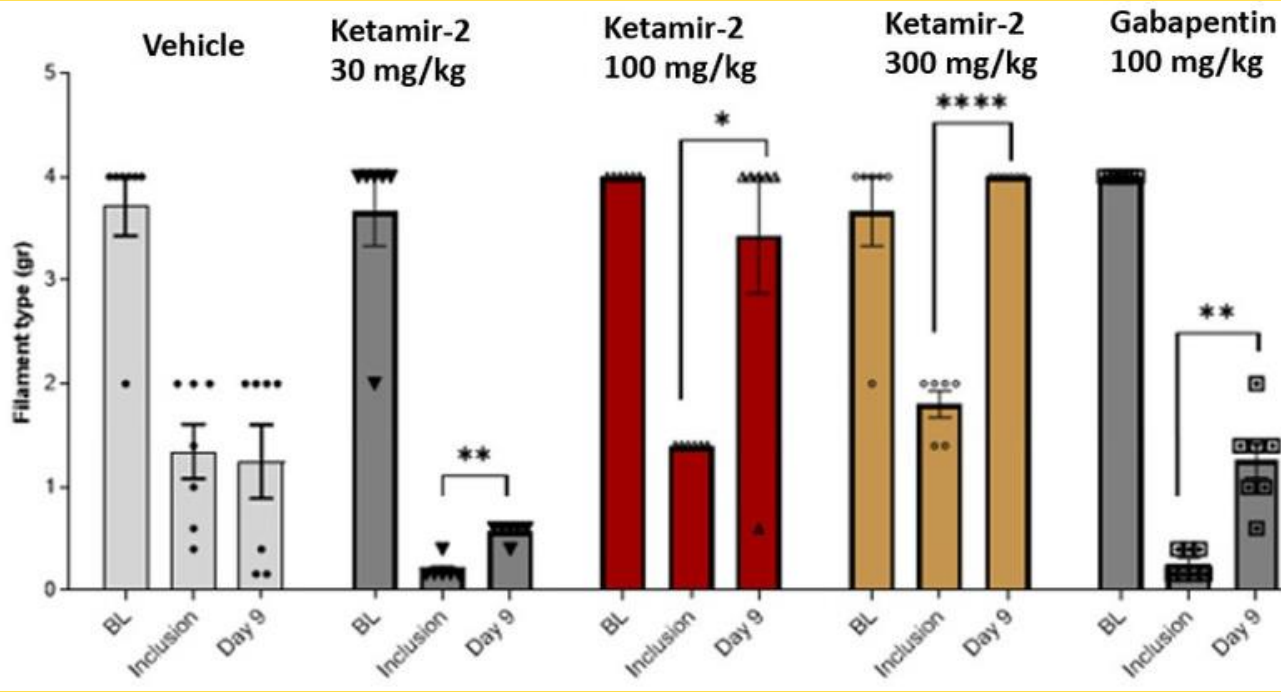 Vehicle
Ketamir-2
30 mg/kg
Ketamir-2
100 mg/kg
Ketamir-2
300 mg/kg
Gabapentin
100 mg/kg
Filament type (gr)
5
4
3
2
1
0
**
*
****
**
BL
Inclusion
Day 9
BL
Inclusion
Day 9
BL
Inclusion
Day 9
BL
Inclusion
Day 9
BL
Inclusion
Day 9